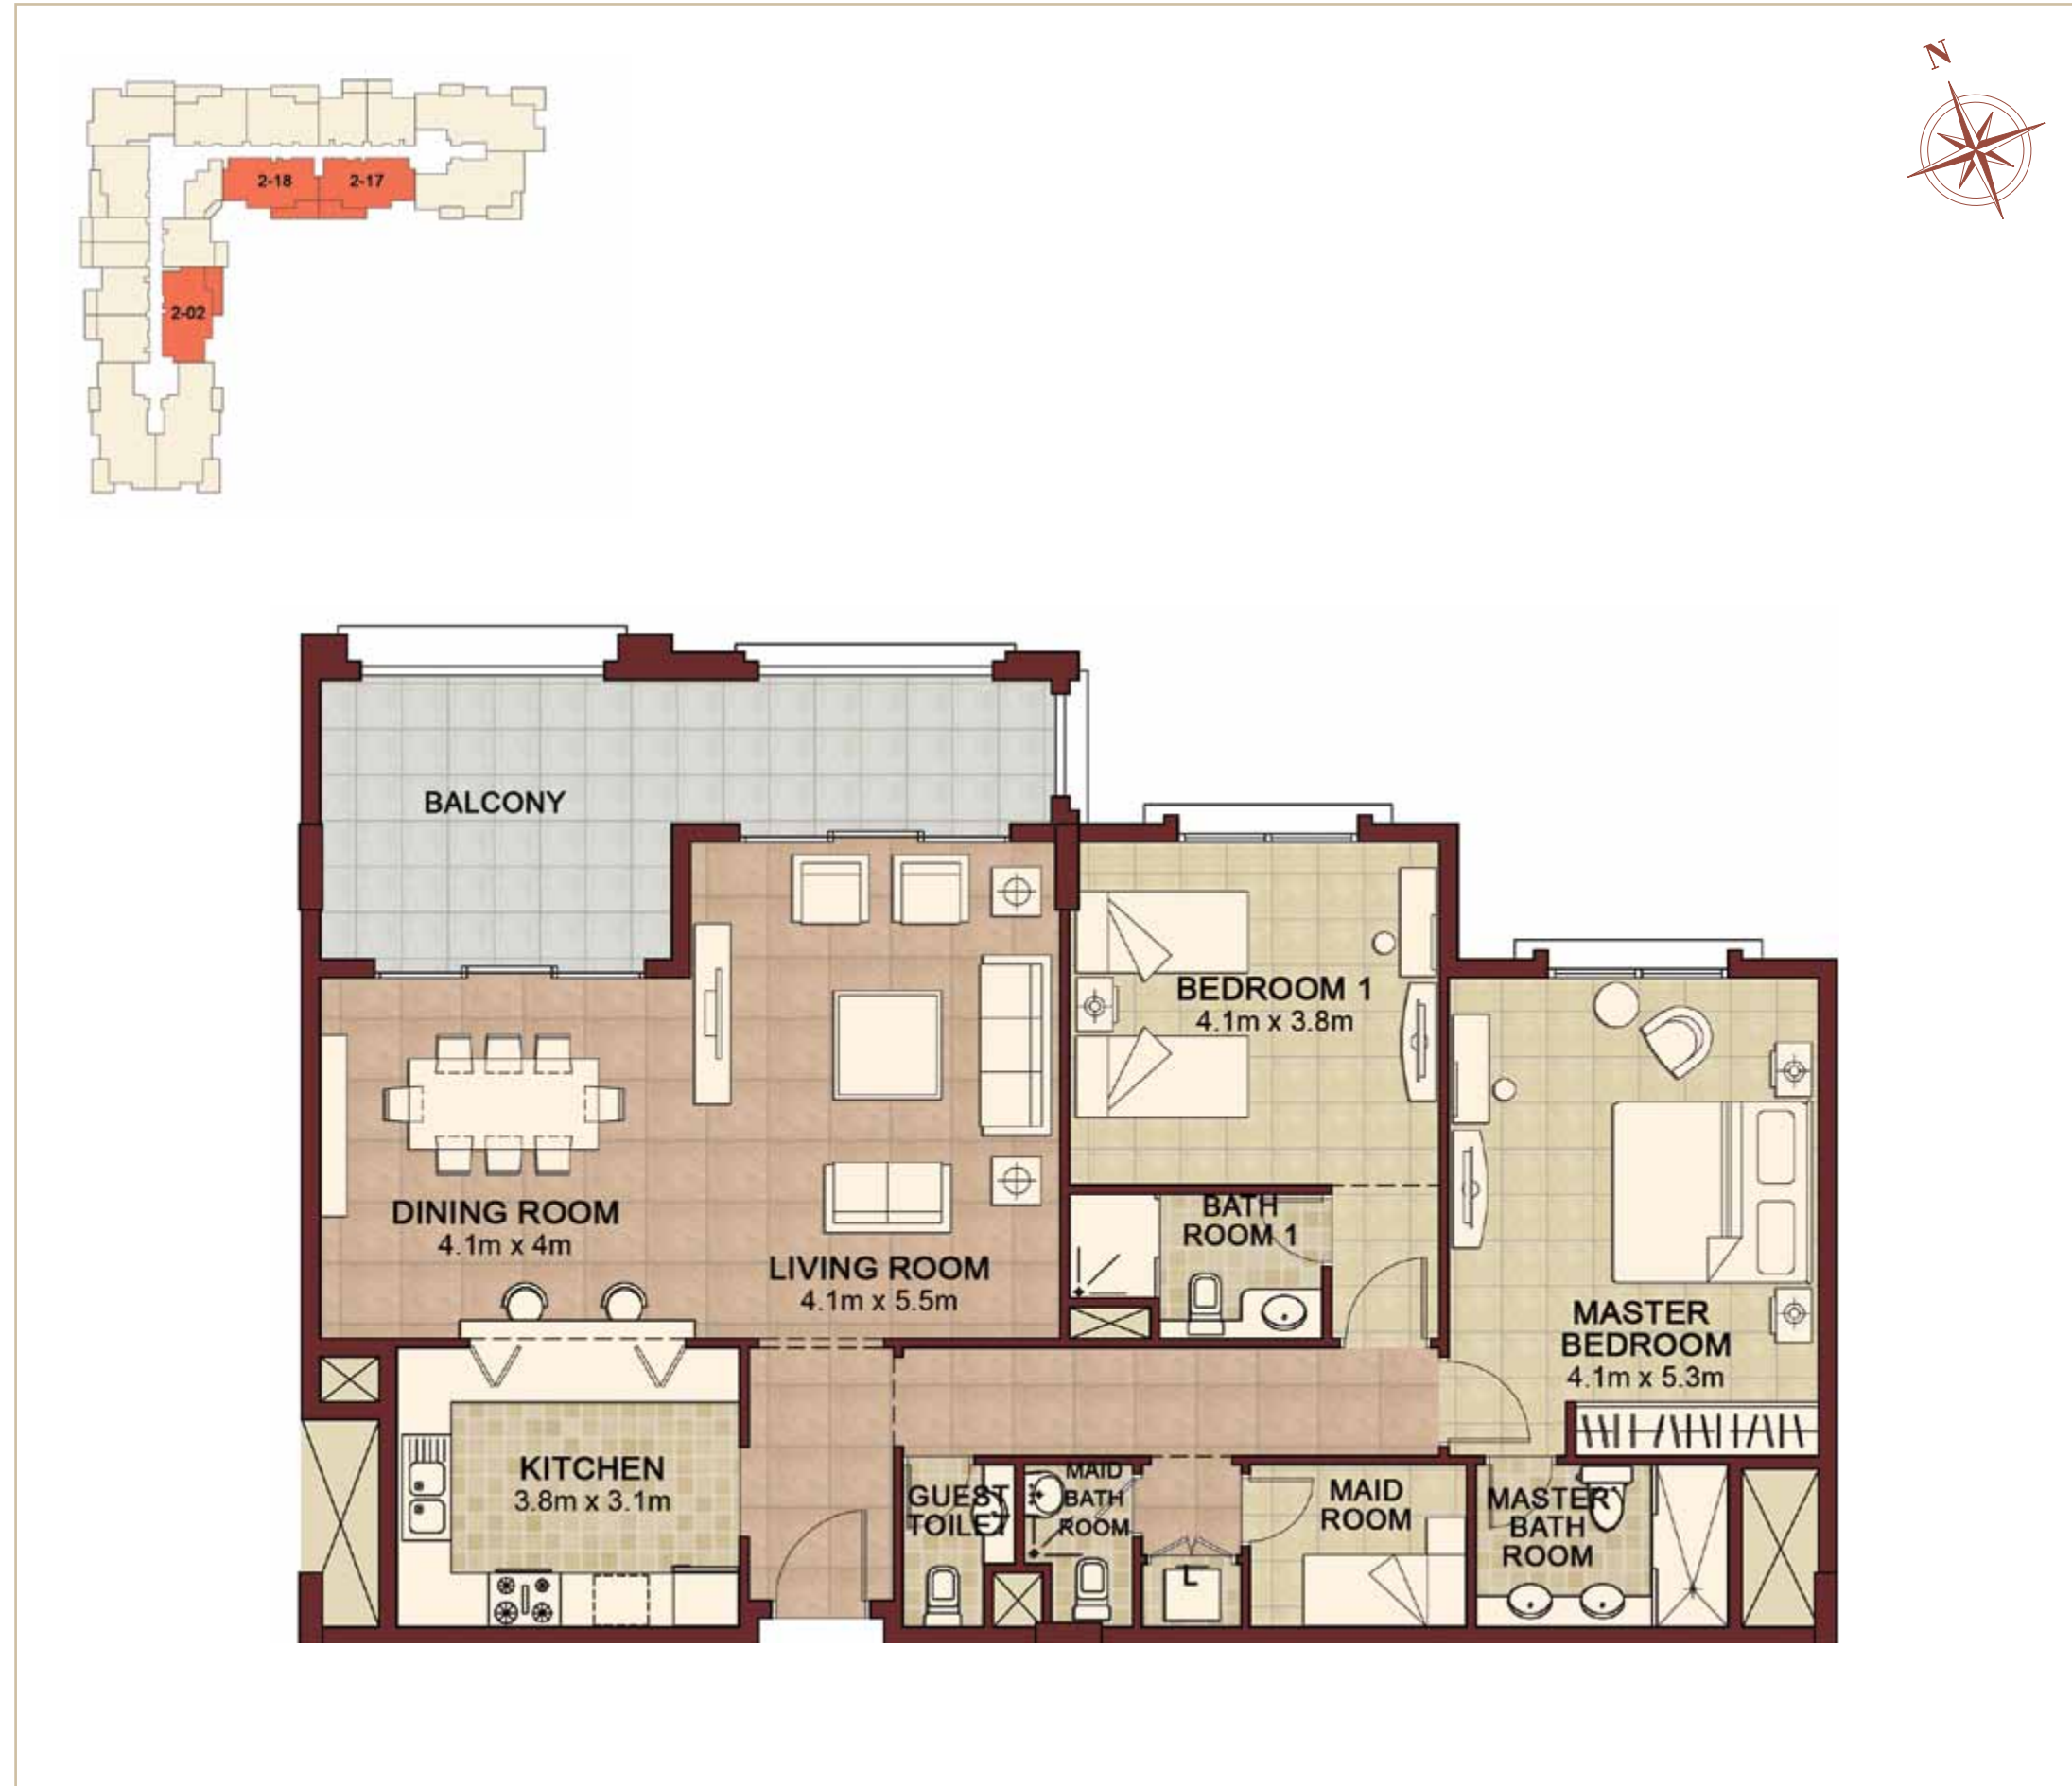 N
2-18
2-17
2-02
BALCONY
BEDROOM 1
4.1m x 3.8m
DINING ROOM
4.1m x 4m
LIVING ROOM
4.1m x 5.5m
BATH
ROOM 1
MASTER
BEDROOM
4.1m x 5.3m
KITCHEN
3.8m x 3.1m
GUEST
TOILET
MAID
BATH
ROOM
L
MAID
ROOM
MASTER
BATH
ROOM